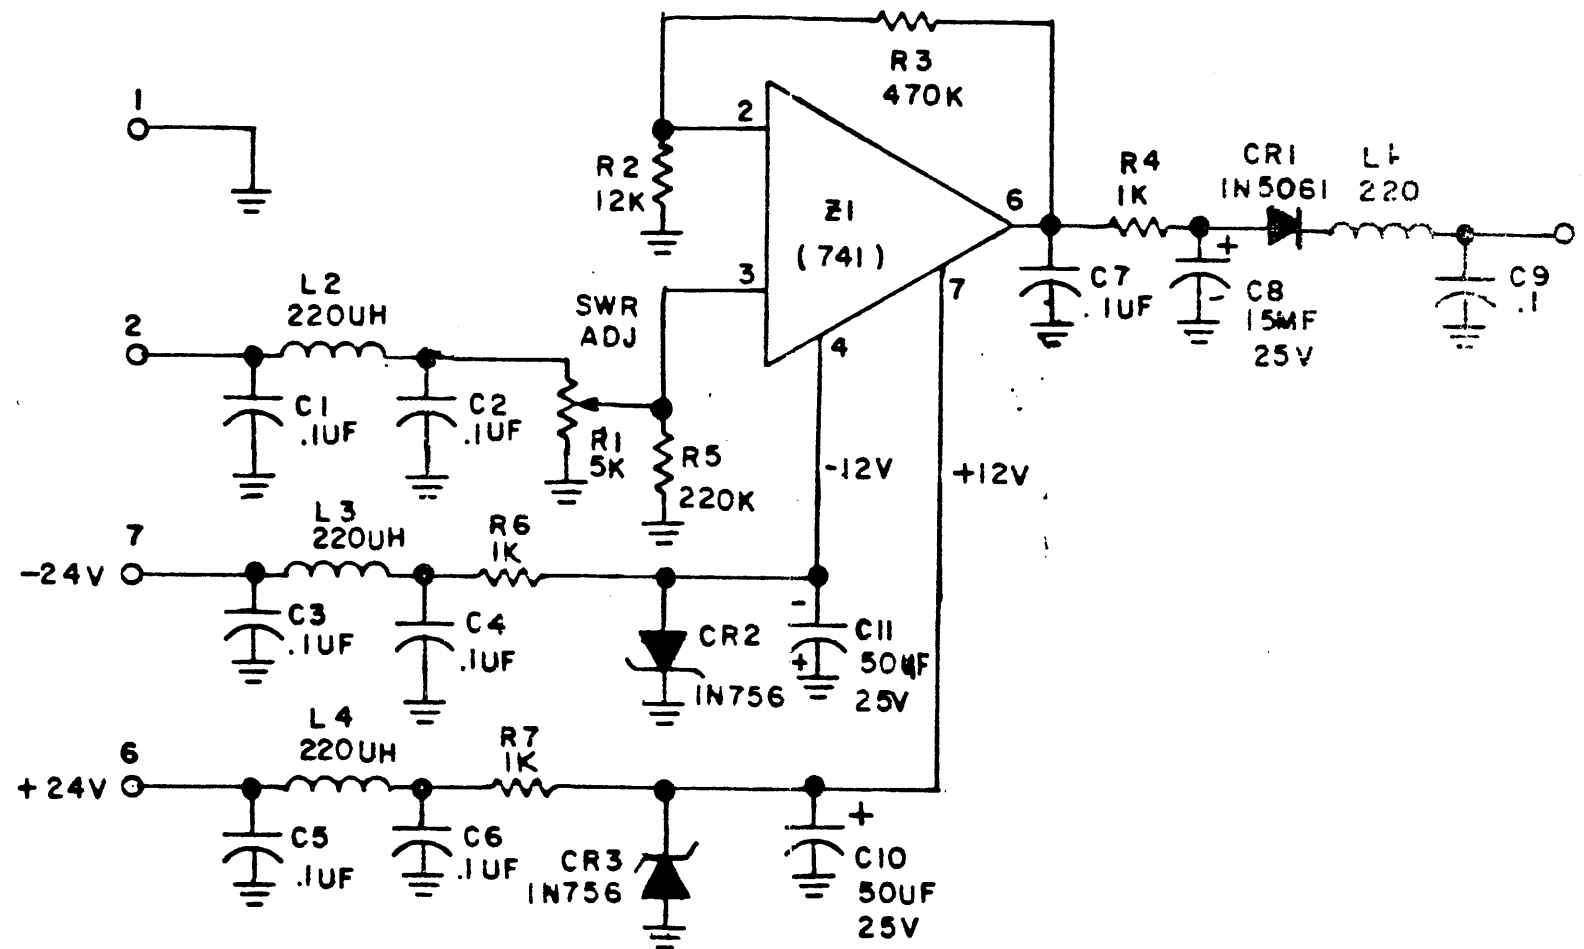 R3
470K
1
2
R2
12K
Z1
(741)
6
R4
1K
CR1
1N5061
L1
220
3
7
C7
.1UF
+
-
C8
15MF
25V
C9
.1
L2
220UH
2
SWR
ADJ
4
C1
.1UF
C2
.1UF
R1
5K
R5
220K
-12V
+12V
7
-24V
L3
220UH
R6
1K
C3
.1UF
C4
.1UF
CR2
1N756
-
+
C11
50UF
25V
6
+24V
L4
220UH
R7
1K
C5
.1UF
C6
.1UF
CR3
1N756
+
C10
50UF
25V